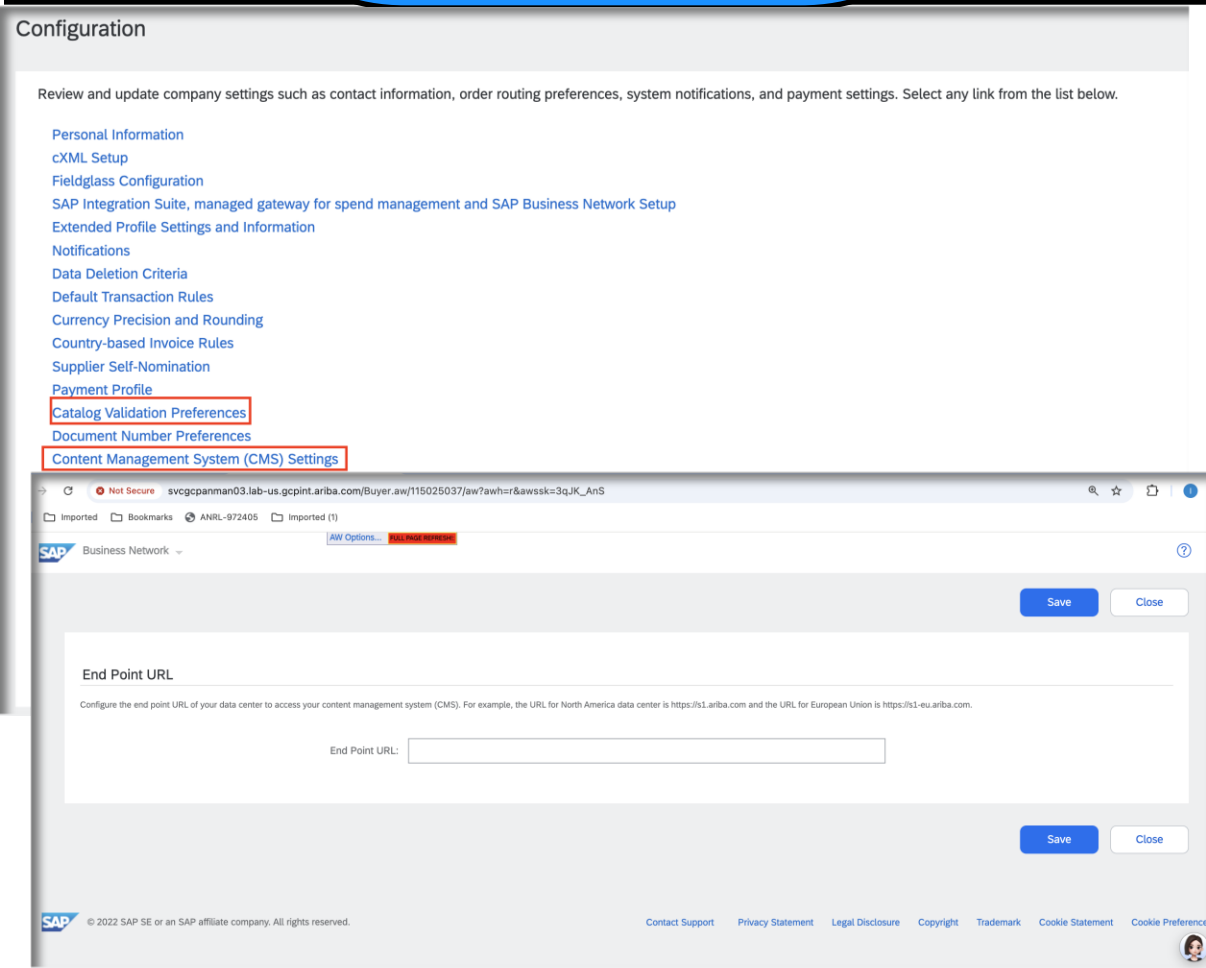 Configuration
Review and update company settings such as contact information, order routing preferences, system notifications, and payment settings. Select any link from the list below.
Personal Information
cXML Setup
Fieldglass Configuration
SAP Integration Suite, managed gateway for spend management and SAP Business Network Setup
Extended Profile Settings and Information
Notifications
Data Deletion Criteria
Default Transaction Rules
Currency Precision and Rounding
Country-based Invoice Rules
Supplier Self-Nomination
Payment Profile
Catalog Validation Preferences
Document Number Preferences
Content Management System (CMS) Settings
Not Secure svcgcpanman03.lab-us.gcpint.ariba.com/Buyer.aw/115025037/aw?awh=r&awssk=3qJK_AnS
Imported Bookmarks ANRL-972405 Imported (1)
AW Options... FULL PAGE REFRESH!
SAP Business Network
Save Close
End Point URL
Configure the end point URL of your data center to access your content management system (CMS). For example, the URL for North America data center is https://s1.ariba.com and the URL for European Union is https://s1-eu.ariba.com.
End Point URL:
Save Close
SAP © 2022 SAP SE or an SAP affiliate company. All rights reserved. Contact Support Privacy Statement Legal Disclosure Copyright Trademark Cookie Statement Cookie Preference